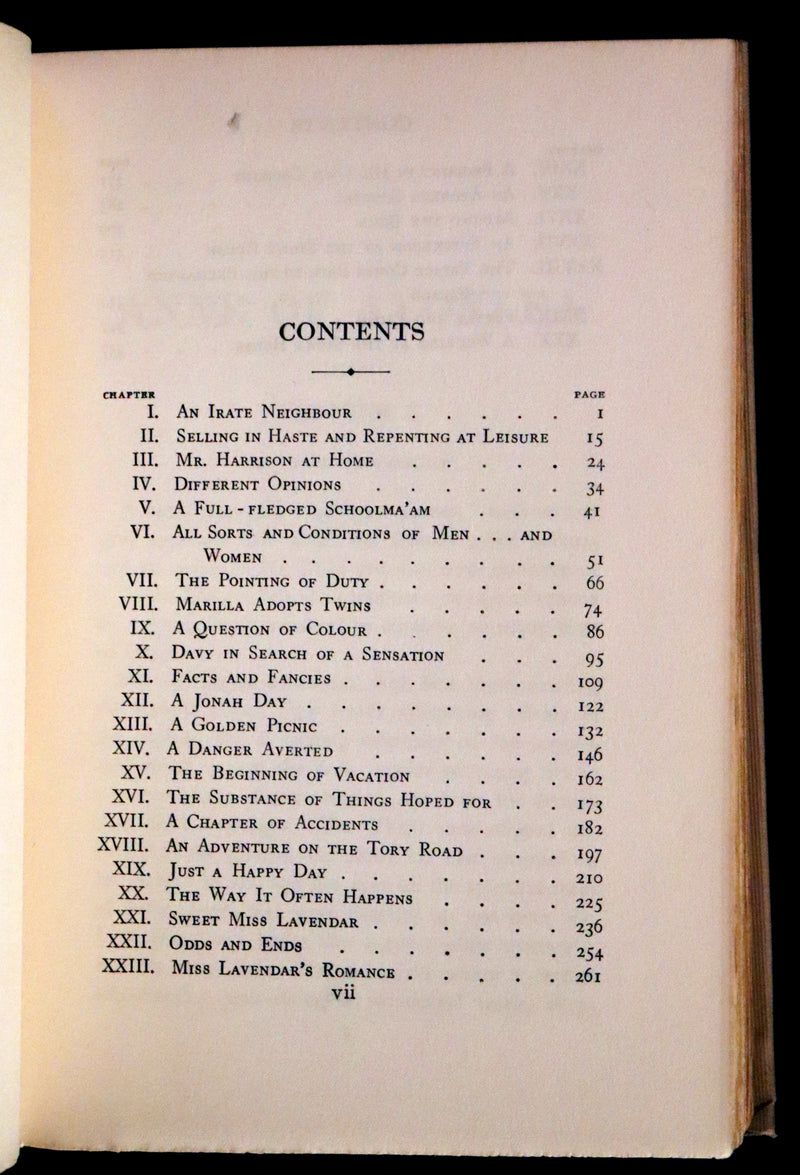 CONTENTS
CHAPTER PAGE
I. An Irate Neighbour . . . . . . 1
II. Selling in Haste and Repenting at Leisure 15
III. Mr. Harrison at Home . . . . . 24
IV. Different Opinions . . . . . . 34
V. A Full-fledged Schoolma'am . . . 41
VI. All Sorts and Conditions of Men . . . and
Women . . . . . . . . . 51
VII. The Pointing of Duty . . . . . . 66
VIII. Marilla Adopts Twins . . . . . 74
IX. A Question of Colour . . . . . . 86
X. Davy in Search of a Sensation . . . 95
XI. Facts and Fancies . . . . . . . 109
XII. A Jonah Day . . . . . . . . 122
XIII. A Golden Picnic . . . . . . . 132
XIV. A Danger Averted . . . . . . 146
XV. The Beginning of Vacation . . . . 162
XVI. The Substance of Things Hoped for . . 173
XVII. A Chapter of Accidents . . . . . 182
XVIII. An Adventure on the Tory Road . . . 197
XIX. Just a Happy Day . . . . . . . 210
XX. The Way It Often Happens . . . . 225
XXI. Sweet Miss Lavendar . . . . . . 236
XXII. Odds and Ends . . . . . . . 254
XXIII. Miss Lavendar's Romance . . . . . 261
vii